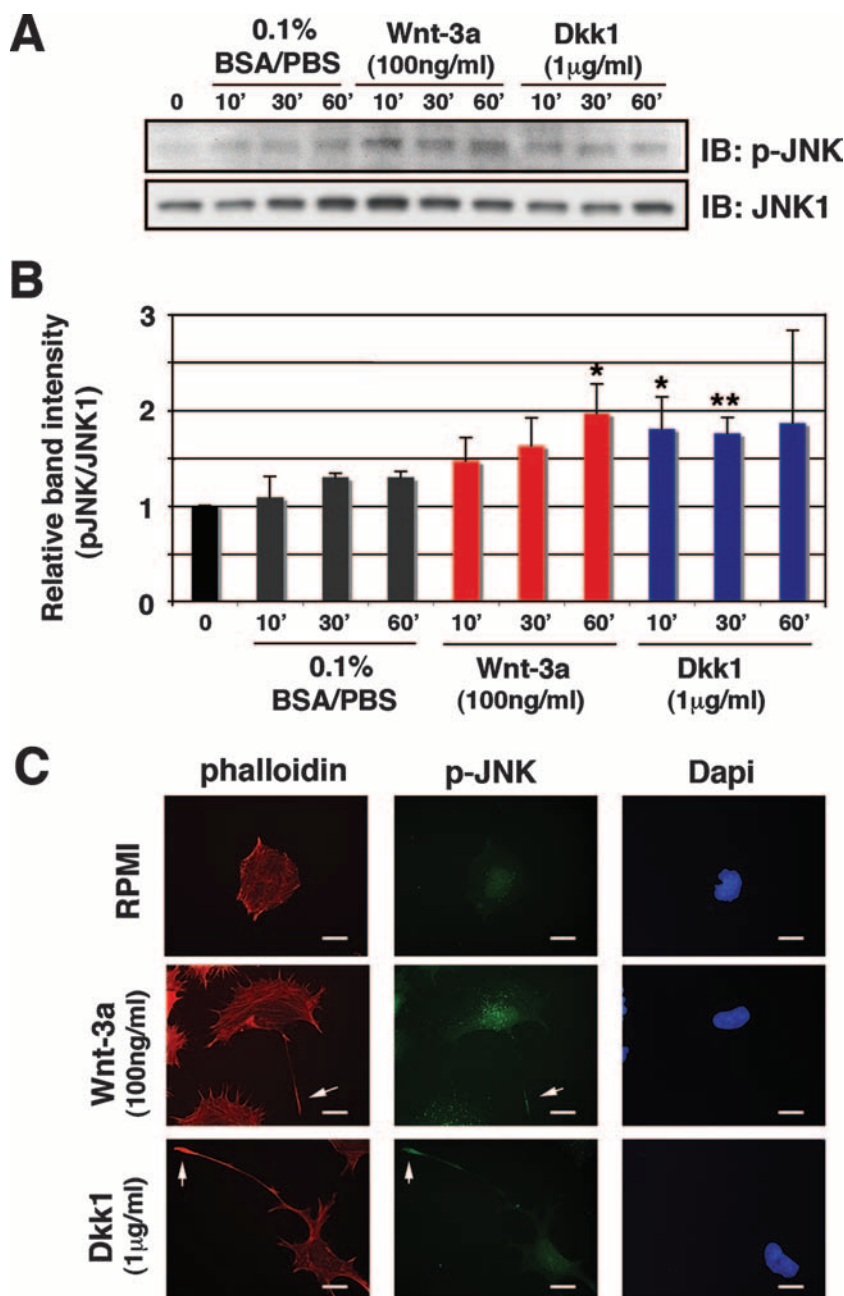 A
0.1%
BSA/PBS
Wnt-3a
(100ng/ml)
Dkk1
(1μg/ml)
0 10’ 30’ 60’ 10’ 30’ 60’ 10’ 30’ 60’
IB: p-JNK
IB: JNK1
B
Relative band intensity
(pJNK/JNK1)
3
2
1
0
*
*
**
0 10’ 30’ 60’ 10’ 30’ 60’ 10’ 30’ 60’
0.1%
BSA/PBS
Wnt-3a
(100ng/ml)
Dkk1
(1μg/ml)
C
phalloidin p-JNK Dapi
RPMI
Wnt-3a
(100ng/ml)
Dkk1
(1μg/ml)